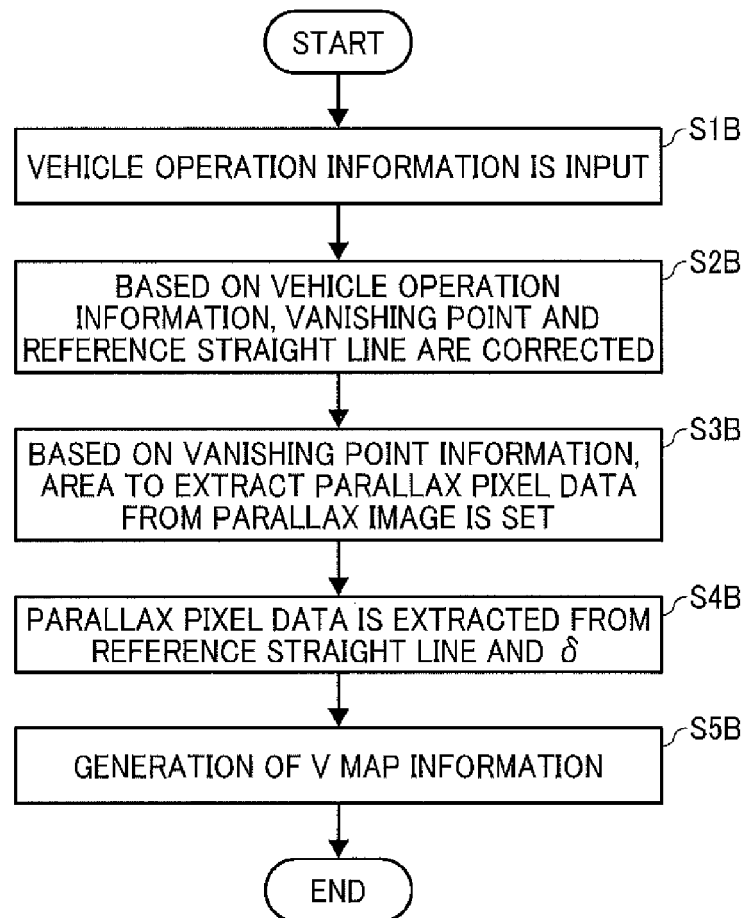 START
S1B
VEHICLE OPERATION INFORMATION IS INPUT
S2B
BASED ON VEHICLE OPERATION
INFORMATION, VANISHING POINT AND
REFERENCE STRAIGHT LINE ARE CORRECTED
S3B
BASED ON VANISHING POINT INFORMATION,
AREA TO EXTRACT PARALLAX PIXEL DATA
FROM PARALLAX IMAGE IS SET
S4B
PARALLAX PIXEL DATA IS EXTRACTED FROM
REFERENCE STRAIGHT LINE AND δ
S5B
GENERATION OF V MAP INFORMATION
END